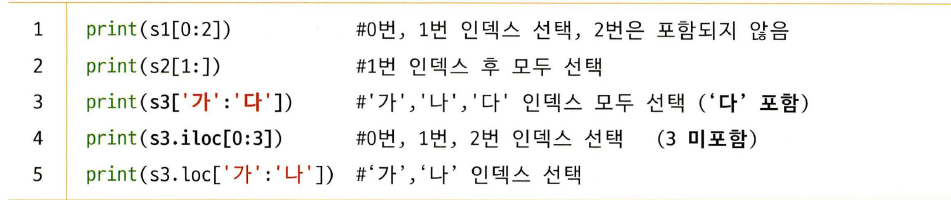 1 print(s1[0:2]) #0번, 1번 인덱스 선택, 2번은 포함되지 않음
2 print(s2[1:]) #1번 인덱스 후 모두 선택
3 print(s3['가':'다']) #'가','나','다' 인덱스 모두 선택 (‘다’ 포함)
4 print(s3.iloc[0:3]) #0번, 1번, 2번 인덱스 선택 (3 미포함)
5 print(s3.loc['가':'나']) #‘가’,‘나’ 인덱스 선택